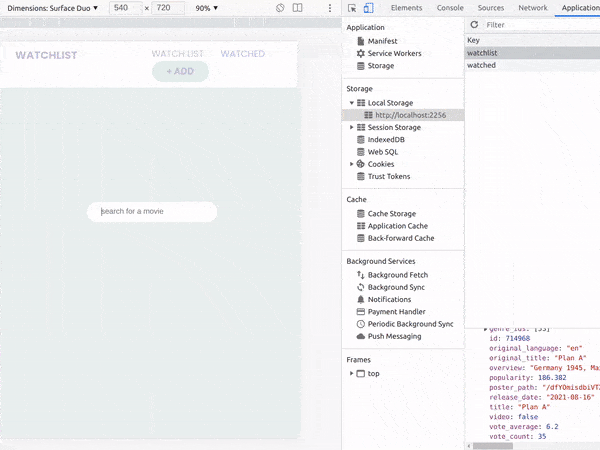 Dimensions: Surface Duo ▼ 540 × 720 90% ▼
WATCHLIST
WATCH LIST
WATCHED
+ ADD
search for a movie
Elements Console Sources Network Application
Application
Manifest
Service Workers
Storage
Storage
Local Storage
http://localhost:2256
Session Storage
IndexedDB
Web SQL
Cookies
Trust Tokens
Cache
Cache Storage
Application Cache
Back-forward Cache
Background Services
Background Fetch
Background Sync
Notifications
Payment Handler
Periodic Background Sync
Push Messaging
Frames
top
Filter
Key
watchlist
watched
genre_ids: [53]
id: 714968
original_language: "en"
original_title: "Plan A"
overview: "Germany 1945, Ma
popularity: 186.382
poster_path: "/dfYOmisdbiVT
release_date: "2021-08-16"
title: "Plan A"
video: false
vote_average: 6.2
vote_count: 35